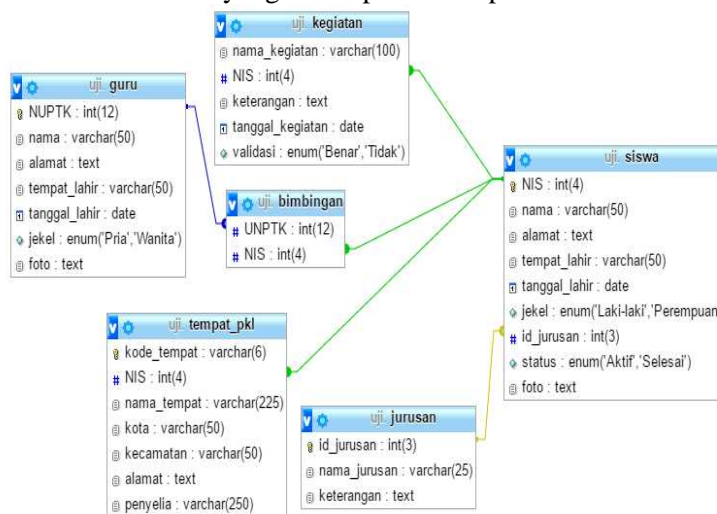 uji. kegiatan
nama_kegiatan : varchar(100)
NIS : int(4)
keterangan : text
tanggal_kegiatan : date
validasi : enum('Benar','Tidak')
uji. guru
NUPTK : int(12)
nama : varchar(50)
alamat : text
tempat_lahir : varchar(50)
tanggal_lahir : date
jekel : enum('Pria','Wanita')
foto : text
uji. bimbingan
UNPTK : int(12)
NIS : int(4)
uji. siswa
NIS : int(4)
nama : varchar(50)
alamat : text
tempat_lahir : varchar(50)
tanggal_lahir : date
jekel : enum('Laki-laki','Perempuan
id_jurusan : int(3)
status : enum('Aktif','Selesai')
foto : text
uji. tempat_pkl
kode_tempat : varchar(6)
NIS : int(4)
nama_tempat : varchar(225)
kota : varchar(50)
kecamatan : varchar(50)
alamat : text
penyelia : varchar(250)
uji. jurusan
id_jurusan : int(3)
nama_jurusan : varchar(25)
keterangan : text